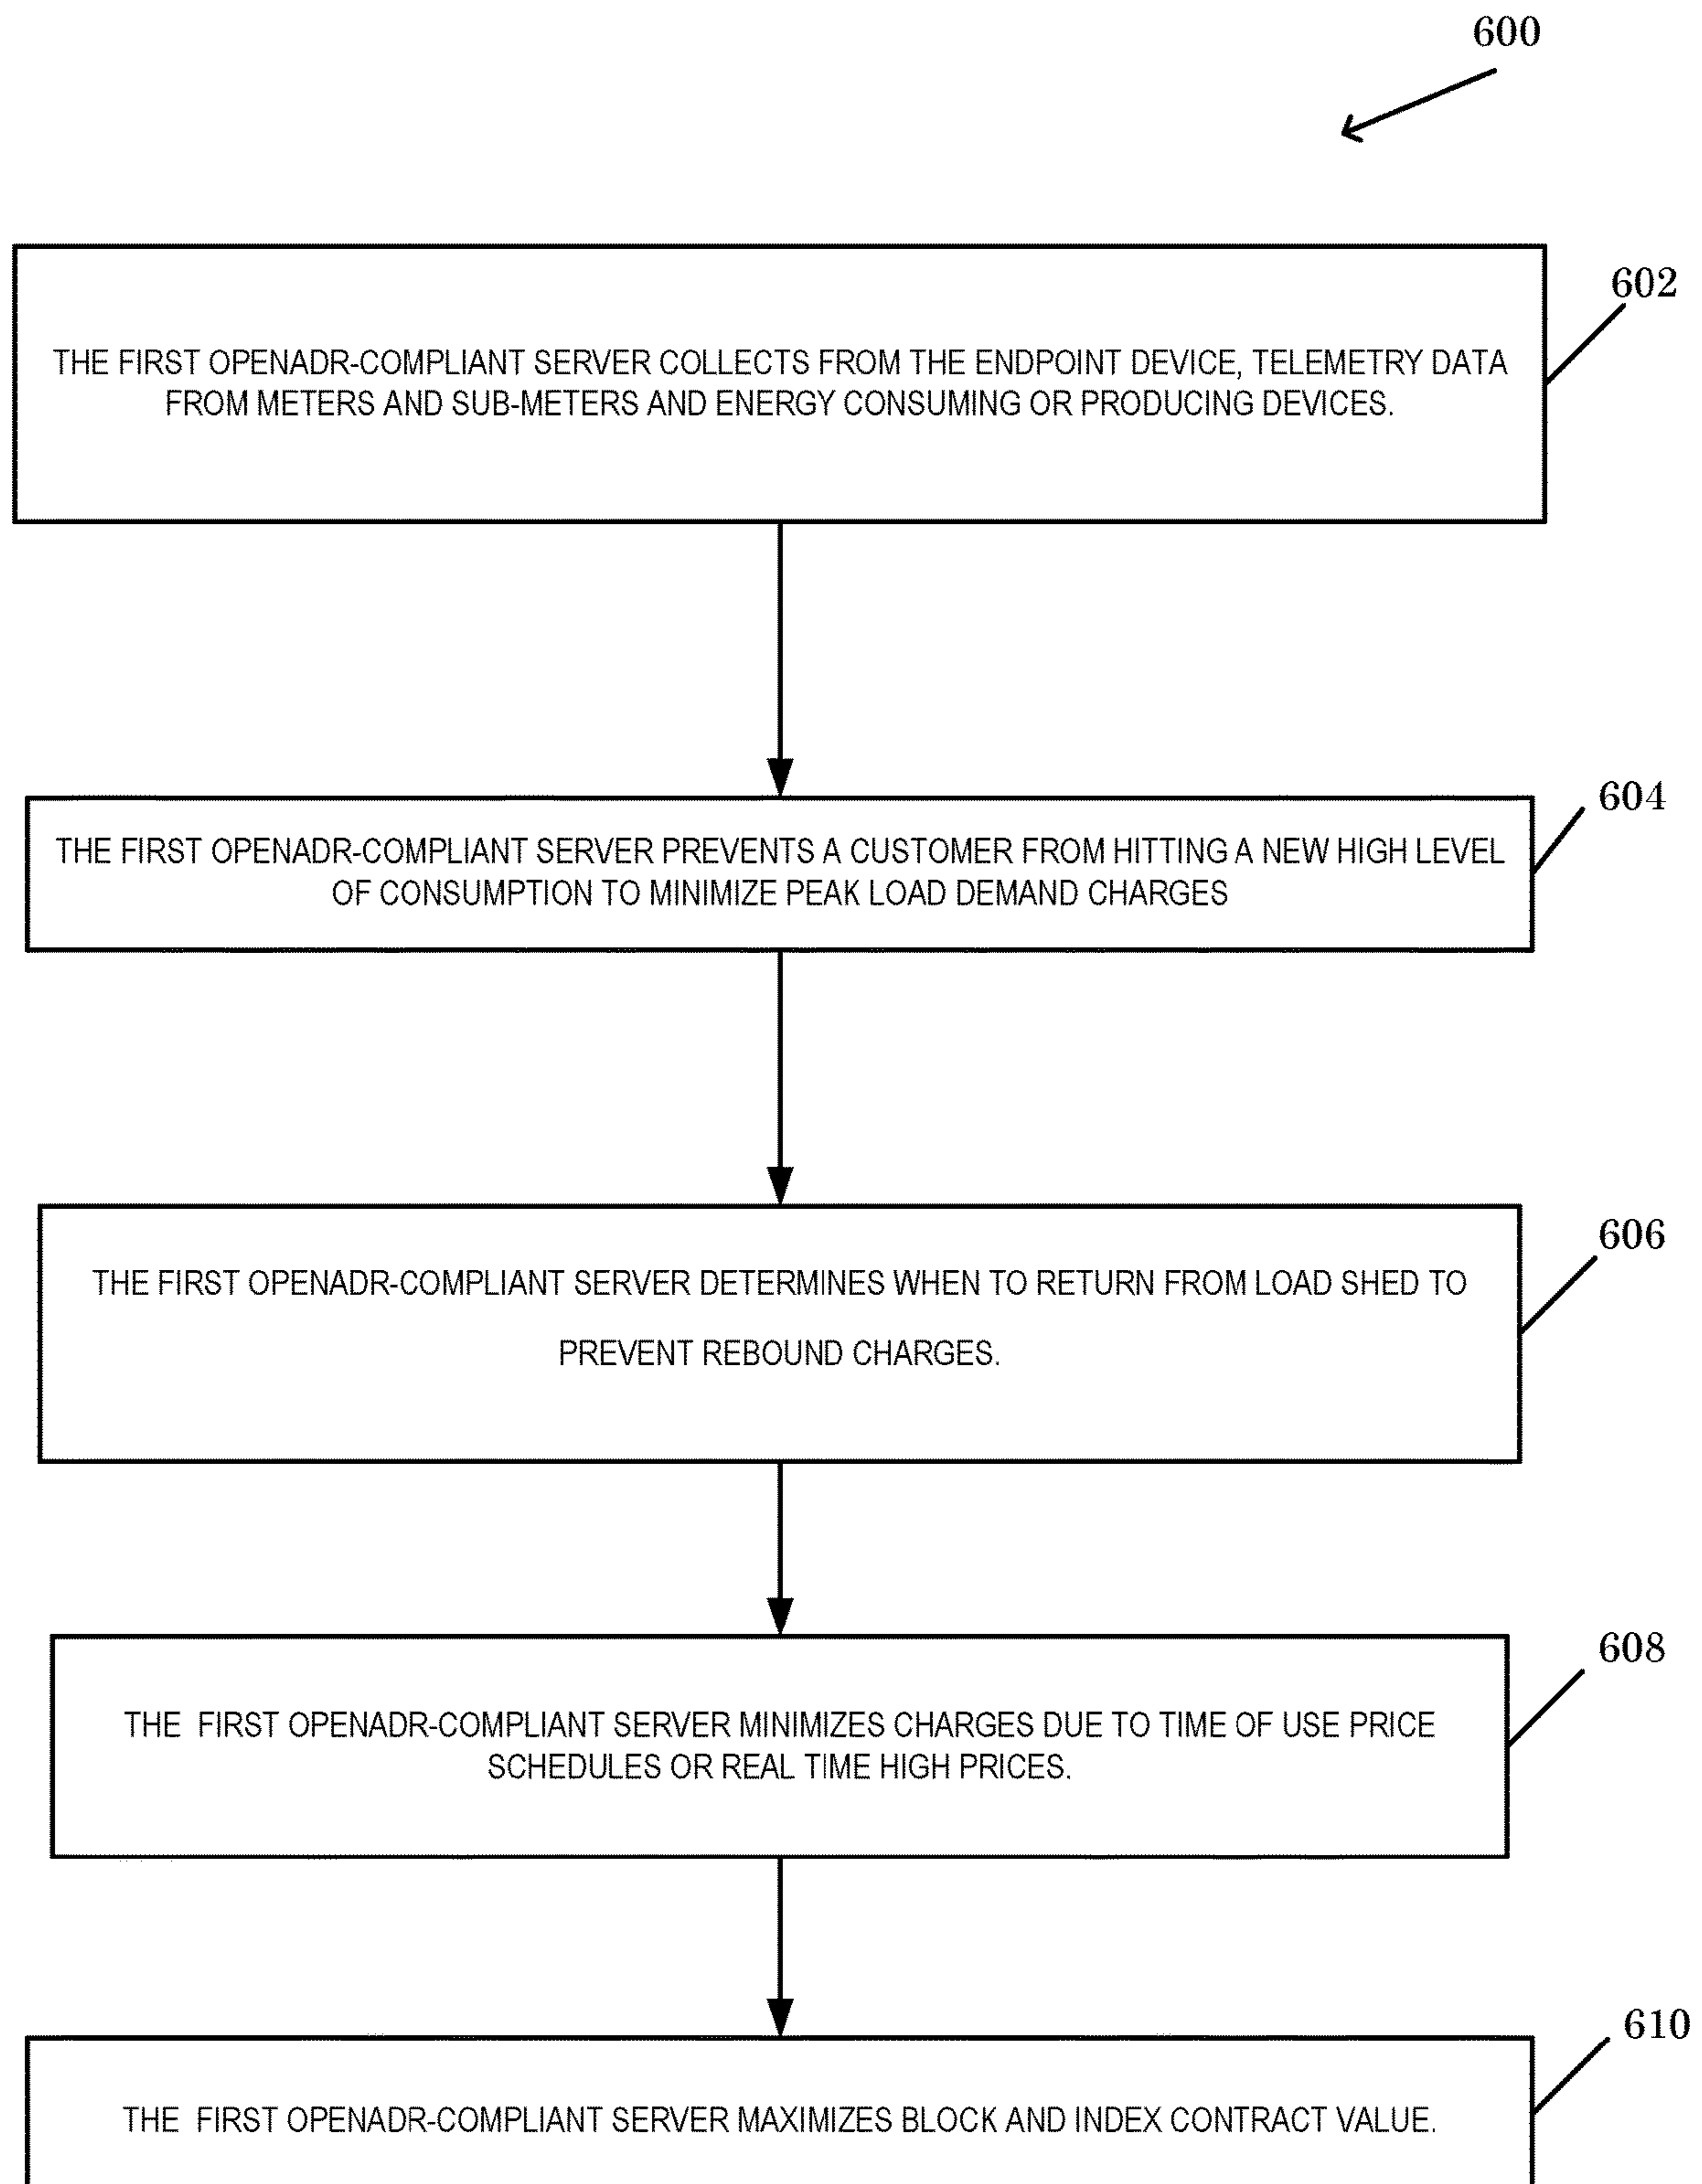 600
602
THE FIRST OPENADR-COMPLIANT SERVER COLLECTS FROM THE ENDPOINT DEVICE, TELEMETRY DATA
FROM METERS AND SUB-METERS AND ENERGY CONSUMING OR PRODUCING DEVICES.
604
THE FIRST OPENADR-COMPLIANT SERVER PREVENTS A CUSTOMER FROM HITTING A NEW HIGH LEVEL
OF CONSUMPTION TO MINIMIZE PEAK LOAD DEMAND CHARGES
606
THE FIRST OPENADR-COMPLIANT SERVER DETERMINES WHEN TO RETURN FROM LOAD SHED TO
PREVENT REBOUND CHARGES.
608
THE FIRST OPENADR-COMPLIANT SERVER MINIMIZES CHARGES DUE TO TIME OF USE PRICE
SCHEDULES OR REAL TIME HIGH PRICES.
610
THE FIRST OPENADR-COMPLIANT SERVER MAXIMIZES BLOCK AND INDEX CONTRACT VALUE.